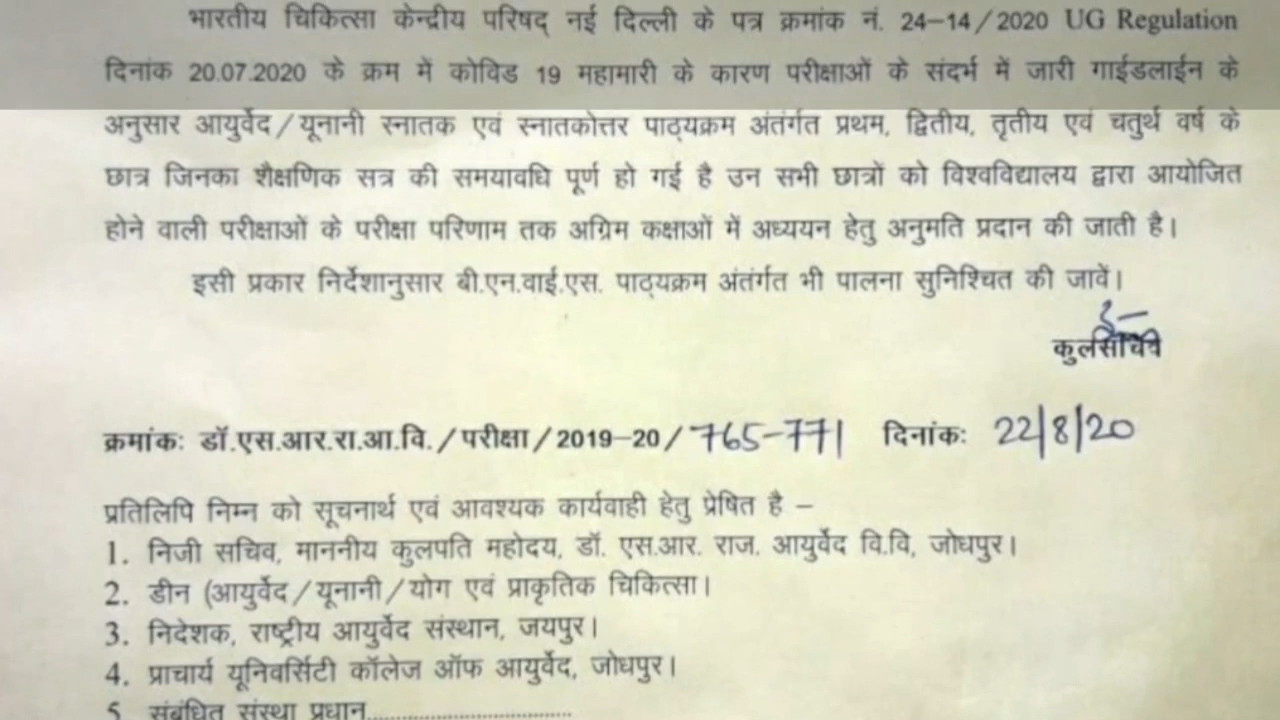 भारतीय चिकित्सा केन्द्रीय परिषद् नई दिल्ली के पत्र क्रमांक नं. 24–14/2020 UG Regulation
दिनांक 20.07.2020 के क्रम में कोविड 19 महामारी के कारण परीक्षाओं के संदर्भ में जारी गाईडलाईन के
अनुसार आयुर्वेद/यूनानी स्नातक एवं स्नातकोत्तर पाठ्यक्रम अंतंर्गत प्रथम, द्वितीय, तृतीय एवं चतुर्थ वर्ष के
छात्र जिनका शैक्षणिक सत्र की समयावधि पूर्ण हो गई है उन सभी छात्रों को विश्वविद्यालय द्वारा आयोजित
होने वाली परीक्षाओं के परीक्षा परिणाम तक अग्रिम कक्षाओं में अध्ययन हेतु अनुमति प्रदान की जाती है।
इसी प्रकार निर्देशानुसार बी.एन.वाई.एस. पाठ्यक्रम अंतंर्गत भी पालना सुनिश्चित की जावें।
कुलसचिव
क्रमांकः डॉ.एस.आर.रा.आ.वि./परीक्षा/2019–20/765-771 दिनांकः 22/8/20
प्रतिलिपि निम्न को सूचनार्थ एवं आवश्यक कार्यवाही हेतु प्रेषित है –
1. निजी सचिव, माननीय कुलपति महोदय, डॉ. एस.आर. राज. आयुर्वेद वि.वि, जोधपुर।
2. डीन (आयुर्वेद/यूनानी/योग एवं प्राकृतिक चिकित्सा।
3. निदेशक, राष्ट्रीय आयुर्वेद संस्थान, जयपुर।
4. प्राचार्य यूनिवर्सिटी कॉलेज ऑफ आयुर्वेद, जोधपुर।
5. संबंधित संस्था प्रधान..............................